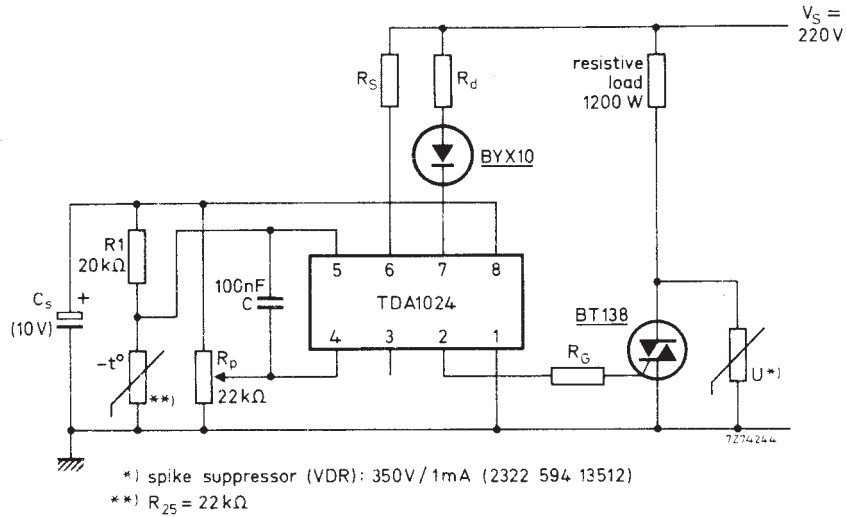 V_S =
220 V
R_S
R_d
resistive
load
1200 W
BYX10
R1
20 kΩ
100nF
C
5 6 7 8
TDA1024
4 3 2 1
C_s +
(10 V)
BT138
-t°
**)
R_p
22 kΩ
R_G
U*)
7Z74244
*) spike suppressor (VDR): 350V/1mA (2322 594 13512)
**) R_25 = 22 kΩ